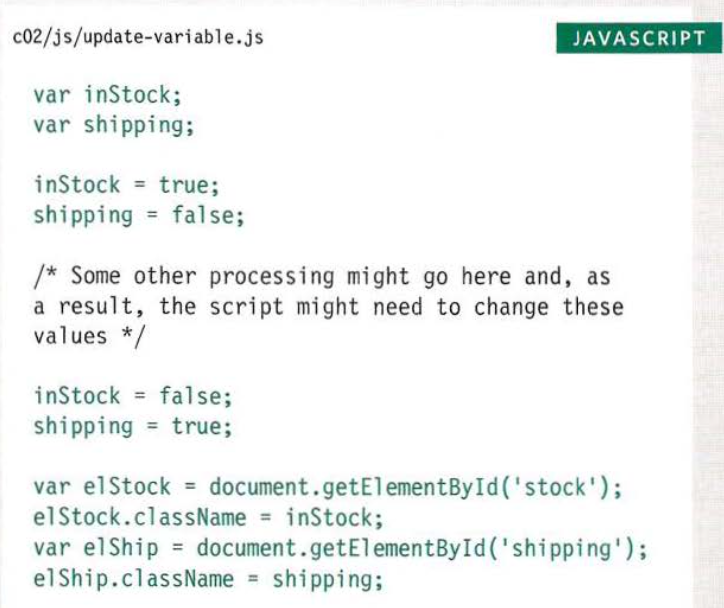 c02/js/update-variable.js
JAVASCRIPT
var inStock;
var shipping;
inStock = true;
shipping = false;
/* Some other processing might go here and, as
a result, the script might need to change these
values */
inStock = false;
shipping = true;
var elStock = document.getElementById('stock');
elStock.className = inStock;
var elShip = document.getElementById('shipping');
elShip.className = shipping;